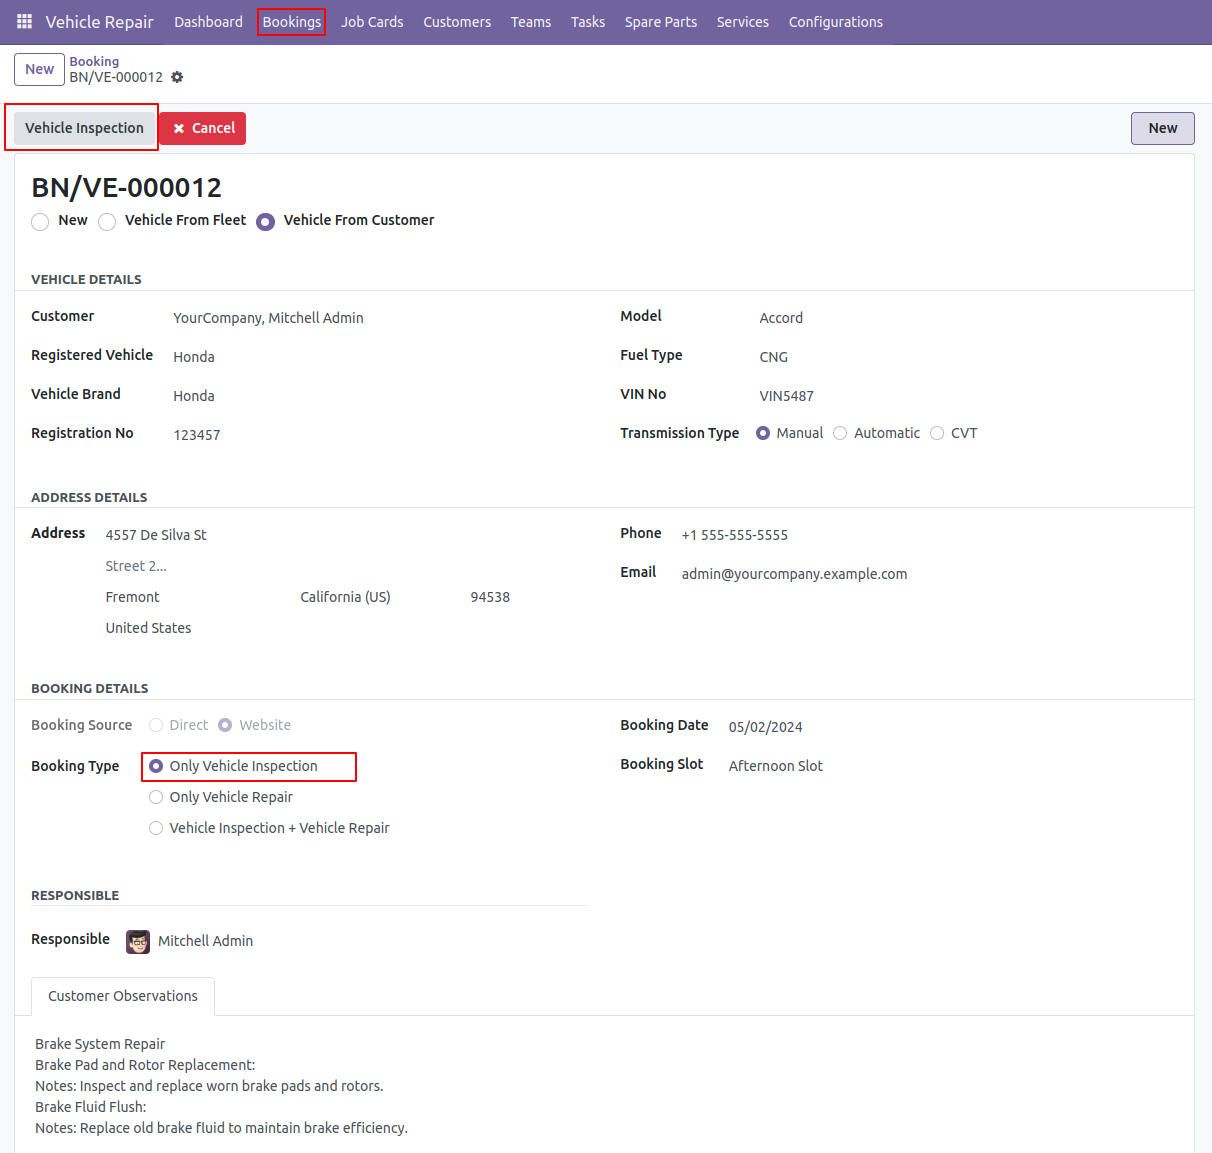 Vehicle Repair Dashboard Bookings Job Cards Customers Teams Tasks Spare Parts Services Configurations
New
Booking
BN/VE-000012
Vehicle Inspection Cancel New
BN/VE-000012
New Vehicle From Fleet Vehicle From Customer
VEHICLE DETAILS
Customer YourCompany, Mitchell Admin Model Accord
Registered Vehicle Honda Fuel Type CNG
Vehicle Brand Honda VIN No VIN5487
Registration No 123457 Transmission Type Manual Automatic CVT
ADDRESS DETAILS
Address 4557 De Silva St Phone +1 555-555-5555
Street 2...
Email admin@yourcompany.example.com
Fremont California (US) 94538
United States
BOOKING DETAILS
Booking Source Direct Website Booking Date 05/02/2024
Booking Type Only Vehicle Inspection Booking Slot Afternoon Slot
Only Vehicle Repair
Vehicle Inspection + Vehicle Repair
RESPONSIBLE
Responsible Mitchell Admin
Customer Observations
Brake System Repair
Brake Pad and Rotor Replacement:
Notes: Inspect and replace worn brake pads and rotors.
Brake Fluid Flush:
Notes: Replace old brake fluid to maintain brake efficiency.